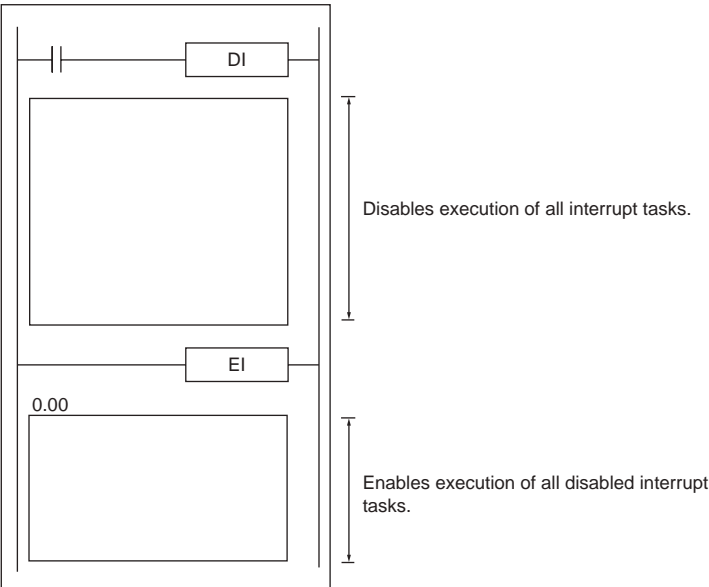 DI
Disables execution of all interrupt tasks.
EI
0.00
Enables execution of all disabled interrupt
tasks.